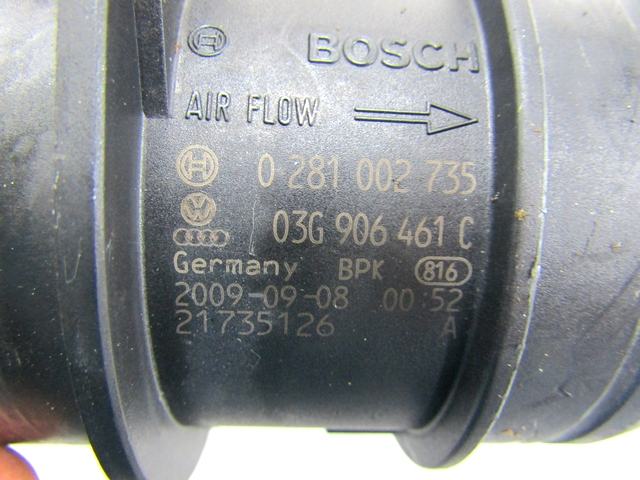 BOSCH
AIR FLOW
0 281 002 735
03G 906 461 C
Germany BPK 816
2009-09-08 00:52
21735126 A